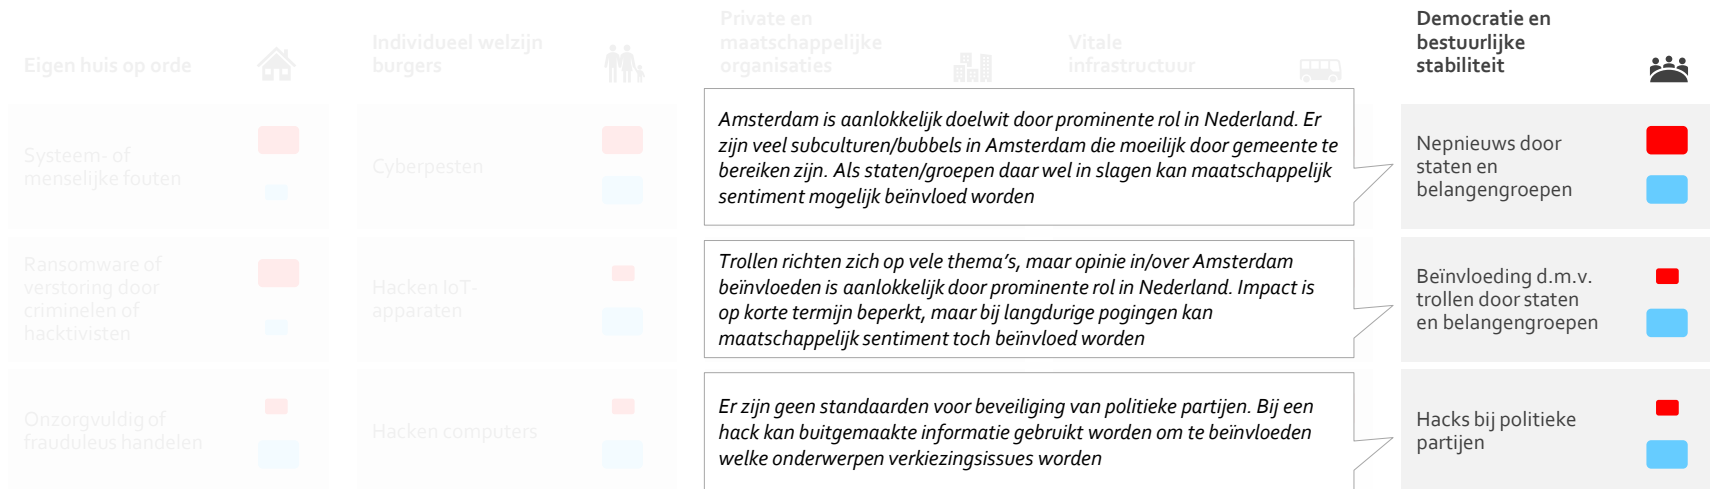 Eigen huis op orde
Individueel welzijn
burgers
Private en
maatschappelijke
organisaties
Vitale
infrastructuur
Democratie en
bestuurlijke
stabiliteit
Systeem- of
menselijke fouten
Cyberpesten
Amsterdam is aanlokkelijk doelwit door prominente rol in Nederland. Er
zijn veel subculturen/bubbels in Amsterdam die moeilijk door gemeente te
bereiken zijn. Als staten/groepen daar wel in slagen kan maatschappelijk
sentiment mogelijk beïnvloed worden
Nepnieuws door
staten en
belangengroepen
Ransomware of
verstoring door
criminelen of
hacktivisten
Hacken IoT-
apparaten
Trollen richten zich op vele thema's, maar opinie in/over Amsterdam
beïnvloeden is aanlokkelijk door prominente rol in Nederland. Impact is
op korte termijn beperkt, maar bij langdurige pogingen kan
maatschappelijk sentiment toch beïnvloed worden
Beïnvloeding d.m.v.
trollen door staten
en belangengroepen
Onzorgvuldig of
frauduleus handelen
Hacken computers
Er zijn geen standaarden voor beveiliging van politieke partijen. Bij een
hack kan buitgemaakte informatie gebruikt worden om te beïnvloeden
welke onderwerpen verkiezingsissues worden
Hacks bij politieke
partijen